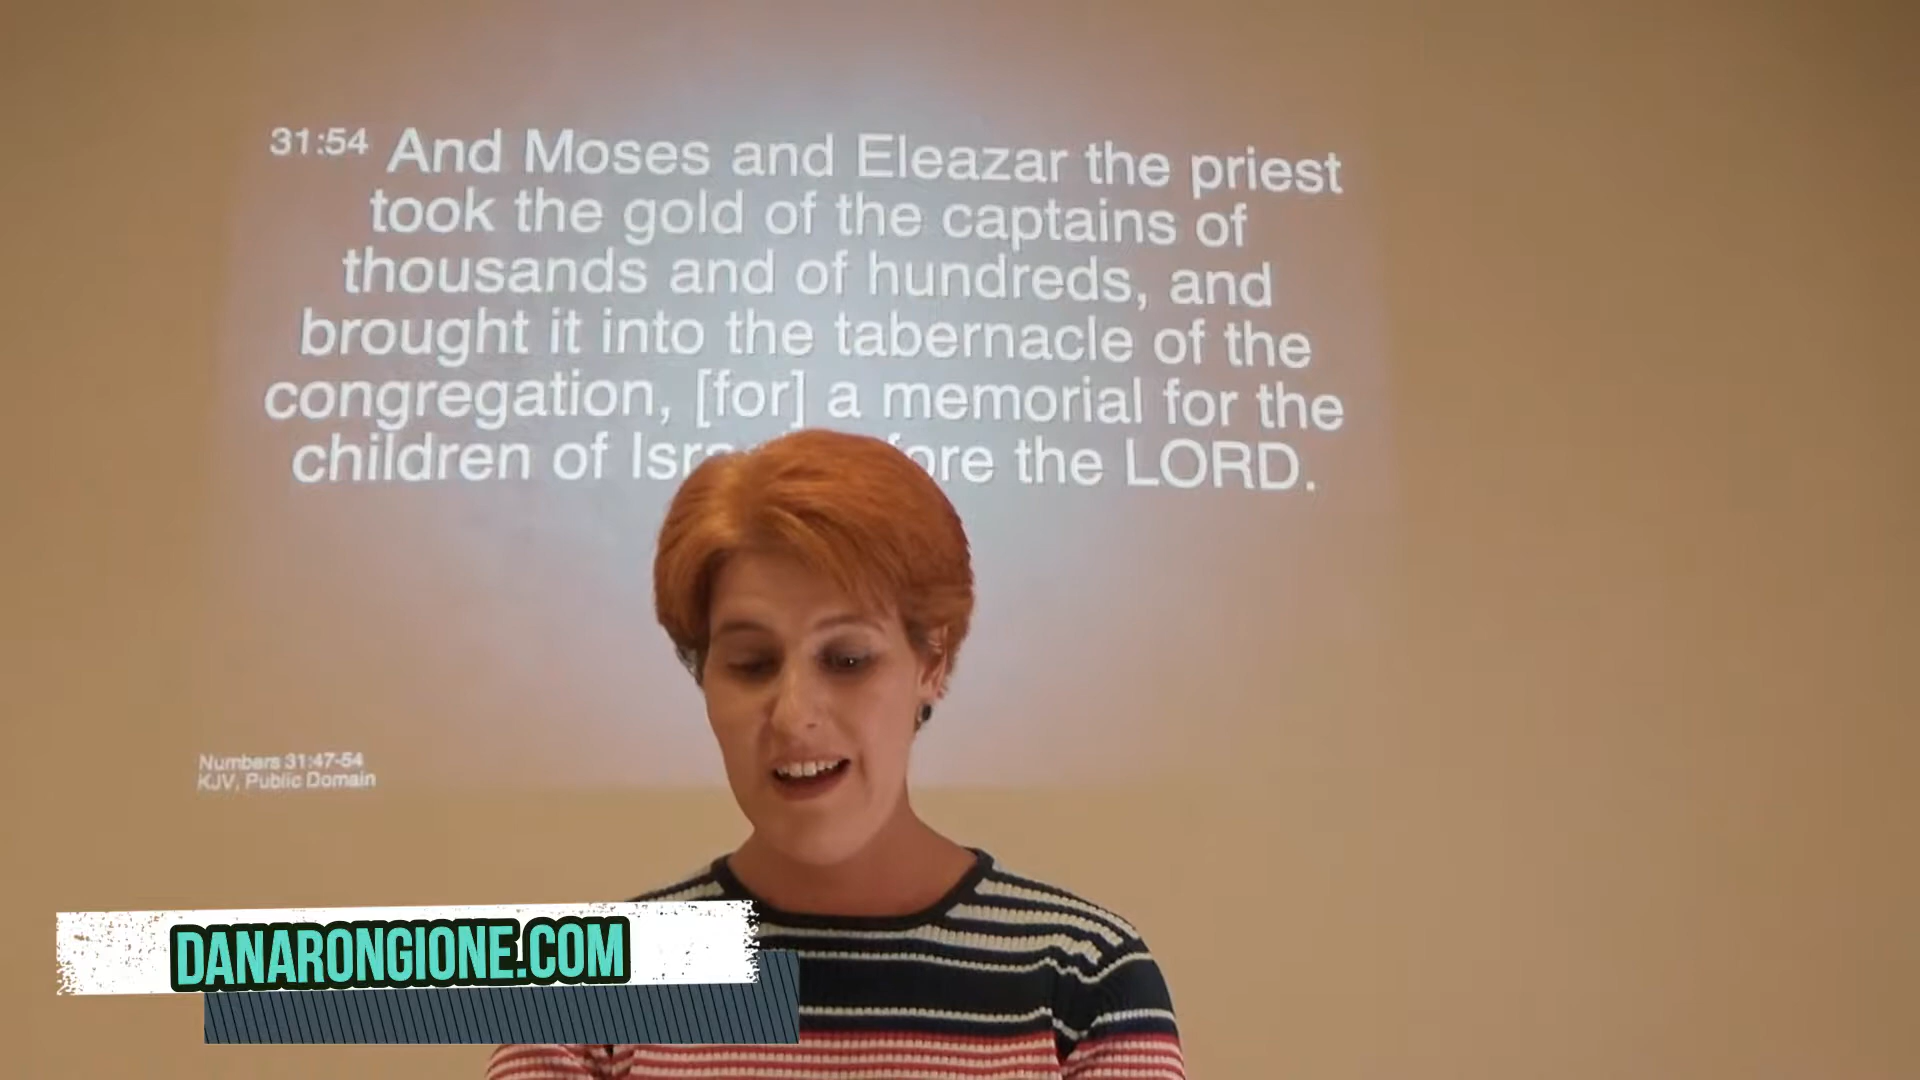 31:54 And Moses and Eleazar the priest
took the gold of the captains of
thousands and of hundreds, and
brought it into the tabernacle of the
congregation, [for] a memorial for the
children of the LORD.
Numbers 31:47-54
KJV, Public Domain
DANARONGIONE.COM